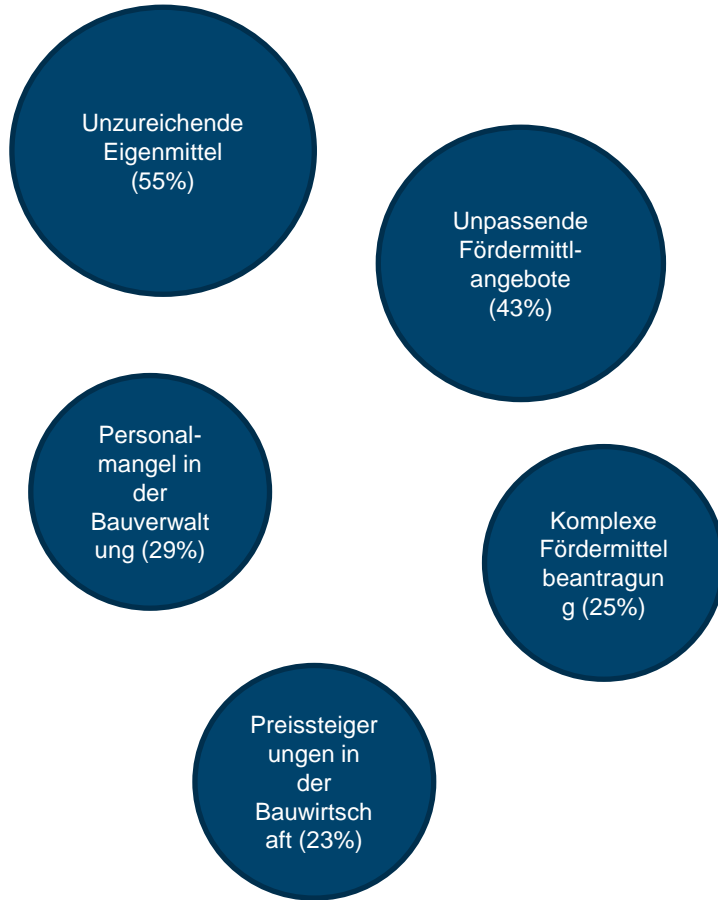 Unzureichende
Eigenmittel
(55%)
Unpassende
Fördermittl-
angebote
(43%)
Personal-
mangel in
der
Bauverwalt
ung (29%)
Komplexe
Fördermittel
beantragun
g (25%)
Preissteiger
ungen in
der
Bauwirtsch
aft (23%)